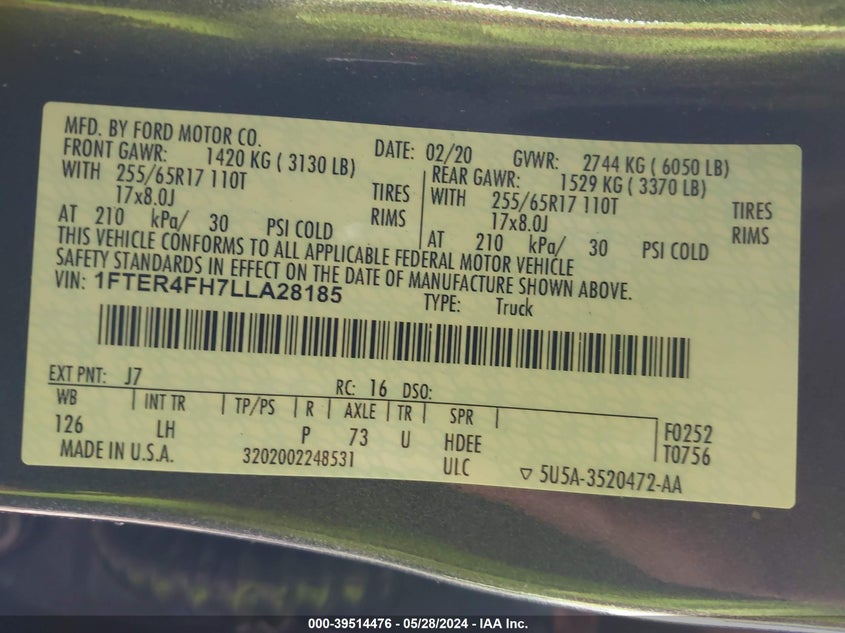 MFD. BY FORD MOTOR CO.
DATE: 02/20 GVWR: 2744 KG ( 6050 LB)
FRONT GAWR: 1420 KG ( 3130 LB)
WITH 255/65R17 110T TIRES
17x8.0J RIMS
AT 210 kPa/ 30 PSI COLD
REAR GAWR: 1529 KG ( 3370 LB)
WITH 255/65R17 110T TIRES
17x8.0J RIMS
AT 210 kPa/ 30 PSI COLD
THIS VEHICLE CONFORMS TO ALL APPLICABLE FEDERAL MOTOR VEHICLE
SAFETY STANDARDS IN EFFECT ON THE DATE OF MANUFACTURE SHOWN ABOVE.
VIN: 1FTER4FH7LLA28185 TYPE: Truck
EXT PNT: J7 RC: 16 DSO:
WB INT TR TP/PS R AXLE TR SPR
126 LH P 73 U HDEE
ULC
F0252
T0756
MADE IN U.S.A. 3202002248531 ▽ 5U5A-3520472-AA
000-39514476 - 05/28/2024 - IAA Inc.